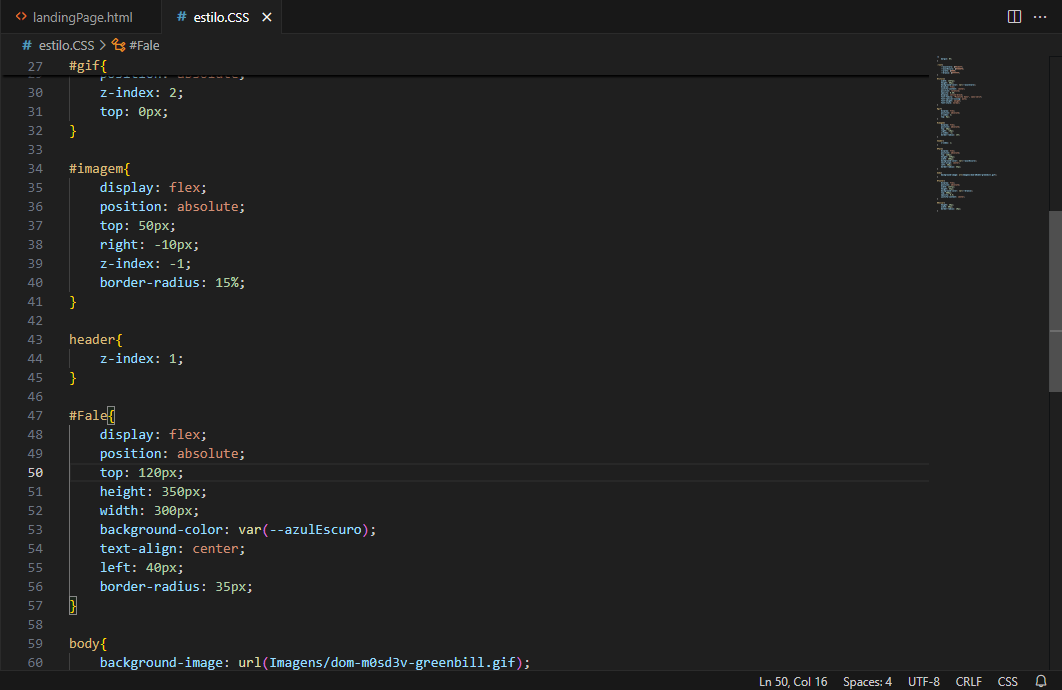 landingPage.html
# estilo.CSS
# estilo.CSS > #Fale
27 #gif{
position: absolute;
30 z-index: 2;
31 top: 0px;
32 }
33
34 #imagem{
35 display: flex;
36 position: absolute;
37 top: 50px;
38 right: -10px;
39 z-index: -1;
40 border-radius: 15%;
41 }
42
43 header{
44 z-index: 1;
45 }
46
47 #Fale{
48 display: flex;
49 position: absolute;
50 top: 120px;
51 height: 350px;
52 width: 300px;
53 background-color: var(--azulEscuro);
54 text-align: center;
55 left: 40px;
56 border-radius: 35px;
57 }
58
59 body{
60 background-image: url(Imagens/dom-m0sd3v-greenbill.gif);
Ln 50, Col 16 Spaces: 4 UTF-8 CRLF CSS